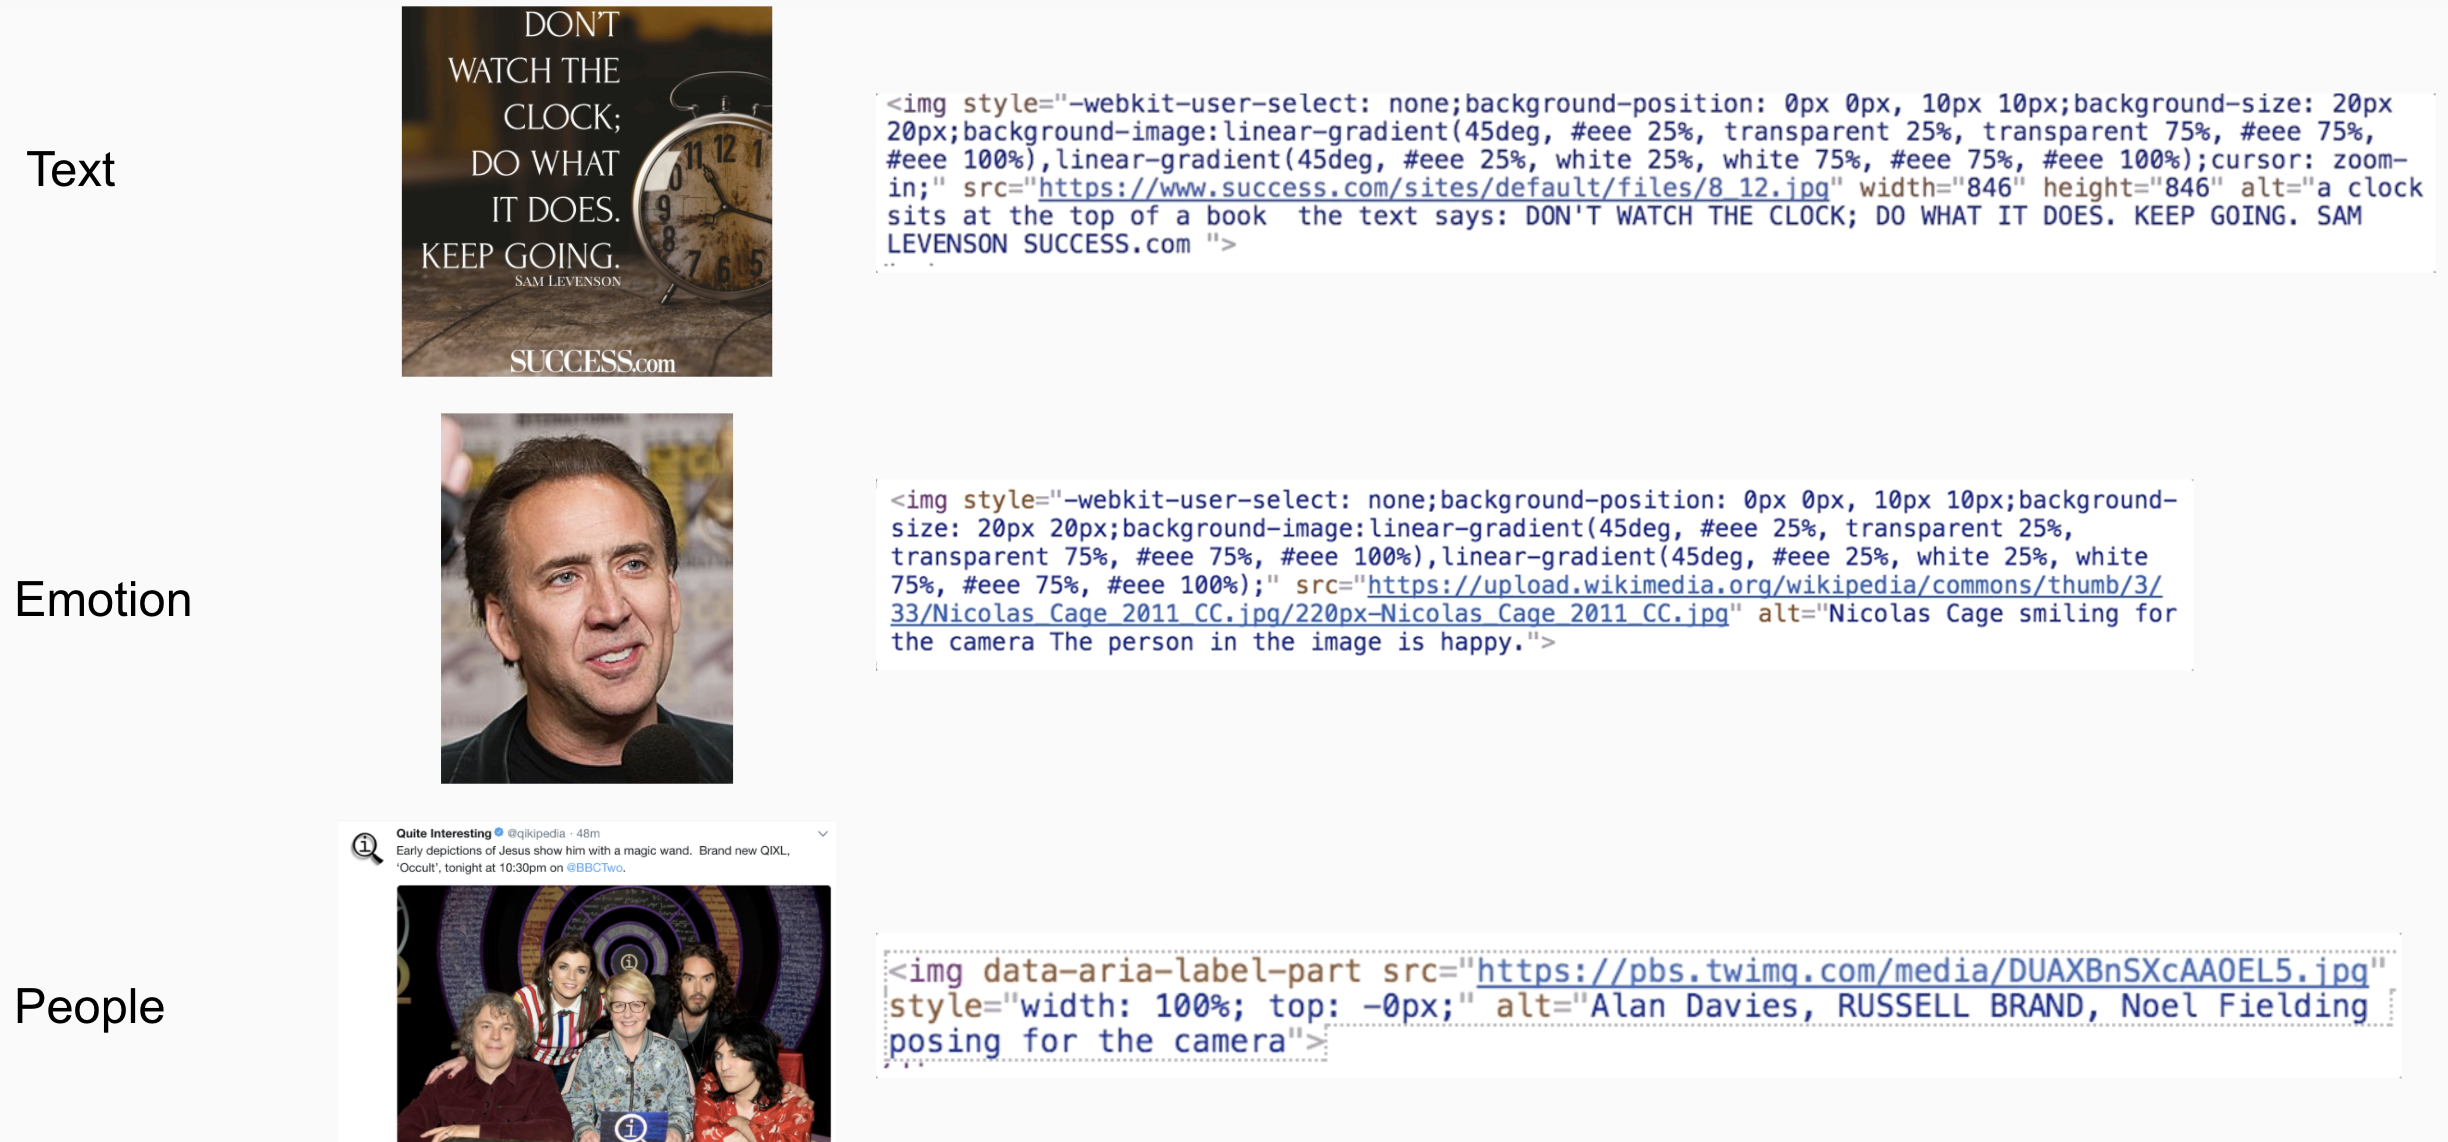 Text
DON'T
WATCH THE
CLOCK;
DO WHAT
IT DOES.
KEEP GOING.
SAM LEVENSON
SUCCESS.com
11 12 1
9
8
7 6 5
<img style="-webkit-user-select: none;background-position: 0px 0px, 10px 10px;background-size: 20px
20px;background-image:linear-gradient(45deg, #eee 25%, transparent 25%, transparent 75%, #eee 75%,
#eee 100%),linear-gradient(45deg, #eee 25%, white 25%, white 75%, #eee 75%, #eee 100%);cursor: zoom-
in;" src="https://www.success.com/sites/default/files/8_12.jpg" width="846" height="846" alt="a clock
sits at the top of a book  the text says: DON'T WATCH THE CLOCK; DO WHAT IT DOES. KEEP GOING. SAM
LEVENSON SUCCESS.com ">
Emotion
<img style="-webkit-user-select: none;background-position: 0px 0px, 10px 10px;background-
size: 20px 20px;background-image:linear-gradient(45deg, #eee 25%, transparent 25%,
transparent 75%, #eee 75%, #eee 100%),linear-gradient(45deg, #eee 25%, white 25%, white
75%, #eee 75%, #eee 100%);" src="https://upload.wikimedia.org/wikipedia/commons/thumb/3/
33/Nicolas_Cage_2011_CC.jpg/220px-Nicolas_Cage_2011_CC.jpg" alt="Nicolas Cage smiling for
the camera The person in the image is happy.">
People
Quite Interesting @qikipedia · 48m
Early depictions of Jesus show him with a magic wand.  Brand new QIXL,
‘Occult’, tonight at 10:30pm on @BBCTwo.
<img data-aria-label-part src="https://pbs.twimg.com/media/DUAXBnSXcAAOEL5.jpg"
style="width: 100%; top: -0px;" alt="Alan Davies, RUSSELL BRAND, Noel Fielding
posing for the camera">